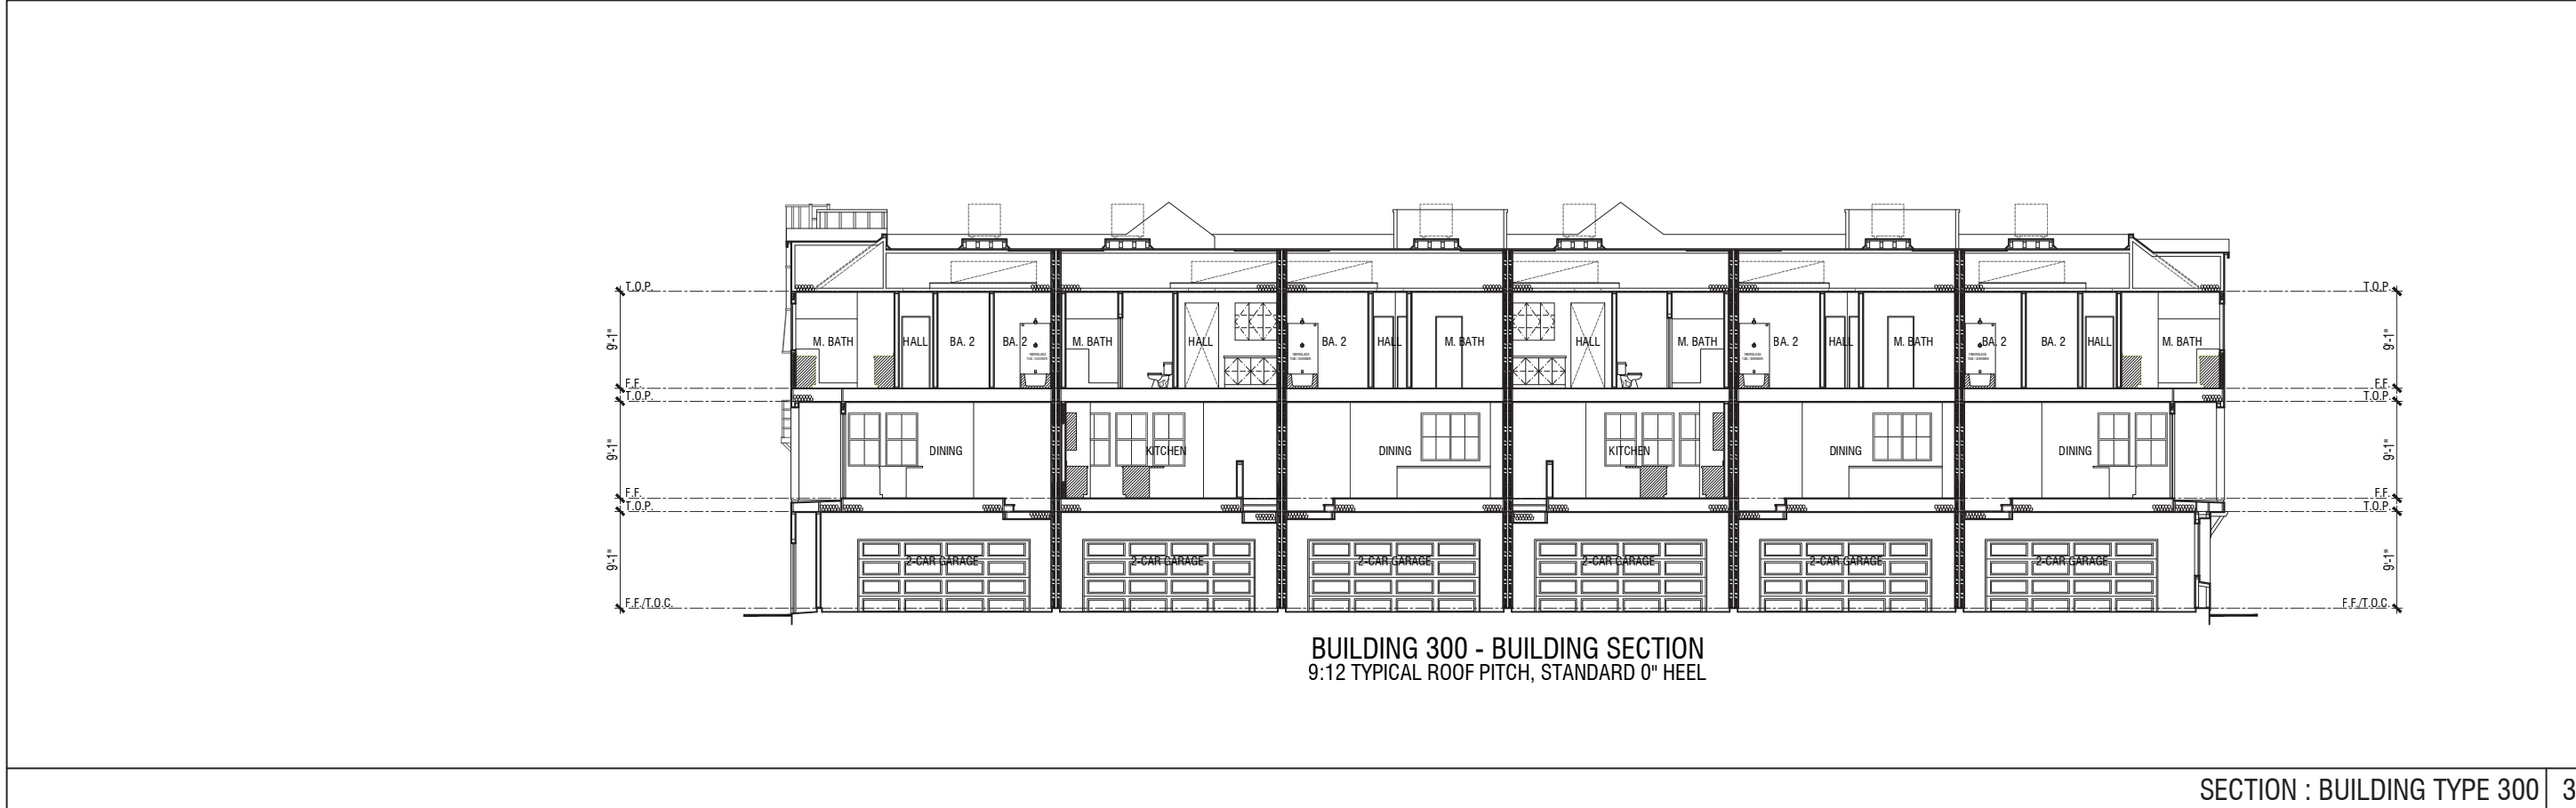 T.O.P. T.O.P.
9'-1" M. BATH HALL BA. 2 BA. 2 M. BATH HALL BA. 2 HALL M. BATH HALL M. BATH BA. 2 HALL M. BATH BA. 2 BA. 2 HALL M. BATH 9'-1"
F.F. F.F.
T.O.P. T.O.P.
9'-1" DINING KITCHEN DINING KITCHEN DINING DINING 9'-1"
F.F. F.F.
T.O.P. T.O.P.
9'-1" 2-CAR GARAGE 2-CAR GARAGE 2-CAR GARAGE 2-CAR GARAGE 2-CAR GARAGE 2-CAR GARAGE 9'-1"
F.F./T.O.C. F.F./T.O.C.
BUILDING 300 - BUILDING SECTION
9:12 TYPICAL ROOF PITCH, STANDARD 0" HEEL
SECTION : BUILDING TYPE 300 3